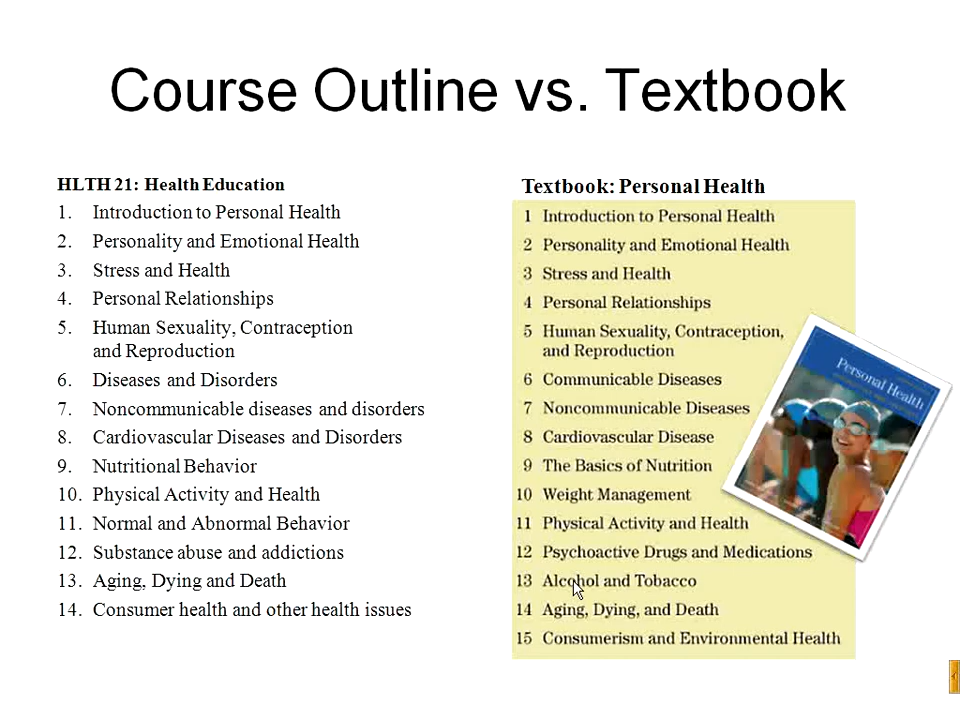 Course Outline vs. Textbook
HLTH 21: Health Education
1. Introduction to Personal Health
2. Personality and Emotional Health
3. Stress and Health
4. Personal Relationships
5. Human Sexuality, Contraception
and Reproduction
6. Diseases and Disorders
7. Noncommunicable diseases and disorders
8. Cardiovascular Diseases and Disorders
9. Nutritional Behavior
10. Physical Activity and Health
11. Normal and Abnormal Behavior
12. Substance abuse and addictions
13. Aging, Dying and Death
14. Consumer health and other health issues
Textbook: Personal Health
1 Introduction to Personal Health
2 Personality and Emotional Health
3 Stress and Health
4 Personal Relationships
5 Human Sexuality, Contraception,
and Reproduction
6 Communicable Diseases
7 Noncommunicable Diseases
8 Cardiovascular Disease
9 The Basics of Nutrition
10 Weight Management
11 Physical Activity and Health
12 Psychoactive Drugs and Medications
13 Alcohol and Tobacco
14 Aging, Dying, and Death
15 Consumerism and Environmental Health
Personal Health